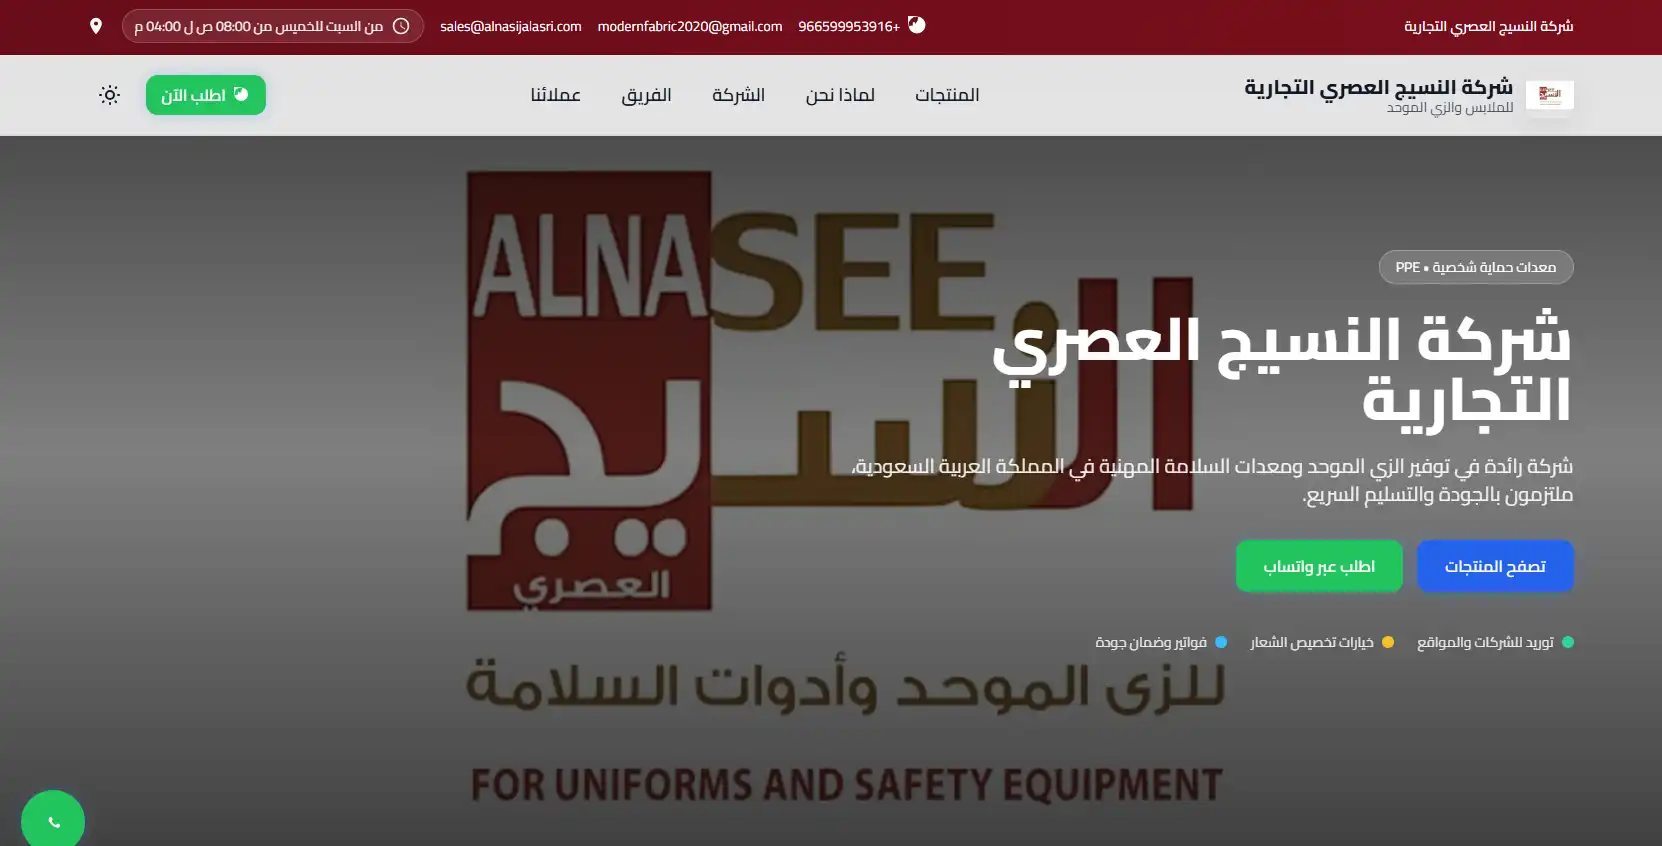 شركة النسيج العصري التجارية
966599953916+
modernfabric2020@gmail.com
sales@alnasijalasri.com
من السبت للخميس من 08:00 ص ل 04:00 م
شركة النسيج العصري التجارية
للملابس والزي الموحد
المنتجات
لماذا نحن
الشركة
الفريق
عملائنا
اطلب الآن
معدات حماية شخصية • PPE
شركة النسيج العصري
التجارية
شركة رائدة في توفير الزي الموحد ومعدات السلامة المهنية في المملكة العربية السعودية،
ملتزمون بالجودة والتسليم السريع.
تصفح المنتجات
اطلب عبر واتساب
توريد للشركات والمواقع
خيارات تخصيص الشعار
فواتير وضمان جودة
ALNASEEJ
النسيج
العصري
للزى الموحد وأدوات السلامة
FOR UNIFORMS AND SAFETY EQUIPMENT